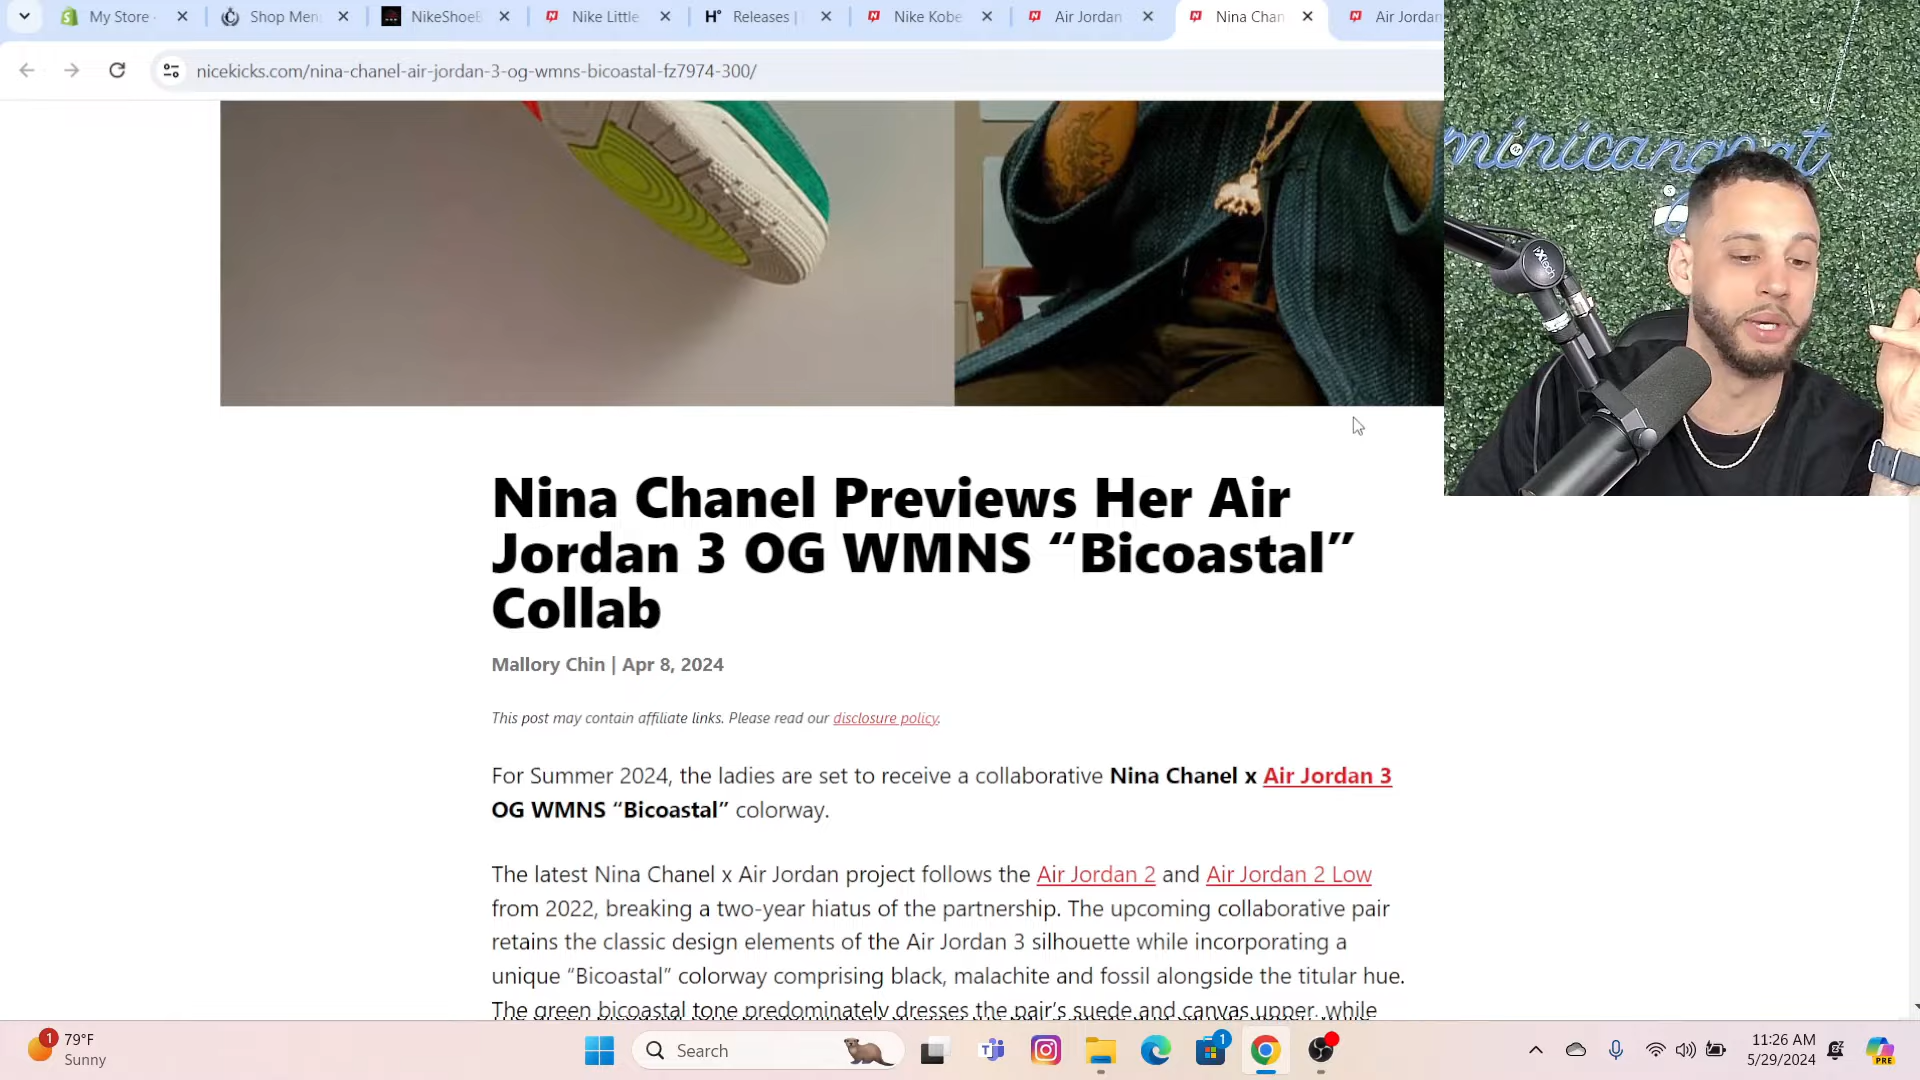 My Store
Shop Men
NikeShoeB
Nike Little
Releases |
Nike Kobe
Air Jordan
Nina Chan
Air Jordan
nicekicks.com/nina-chanel-air-jordan-3-og-wmns-bicoastal-fz7974-300/
minicangoat
iXtech
Nina Chanel Previews Her Air
Jordan 3 OG WMNS “Bicoastal”
Collab
Mallory Chin | Apr 8, 2024
This post may contain affiliate links. Please read our disclosure policy.
For Summer 2024, the ladies are set to receive a collaborative Nina Chanel x Air Jordan 3
OG WMNS “Bicoastal” colorway.
The latest Nina Chanel x Air Jordan project follows the Air Jordan 2 and Air Jordan 2 Low
from 2022, breaking a two-year hiatus of the partnership. The upcoming collaborative pair
retains the classic design elements of the Air Jordan 3 silhouette while incorporating a
unique “Bicoastal” colorway comprising black, malachite and fossil alongside the titular hue.
The green bicoastal tone predominately dresses the pair’s suede and canvas upper, while
1
79°F
Sunny
Search
1
11:26 AM
5/29/2024
PRE